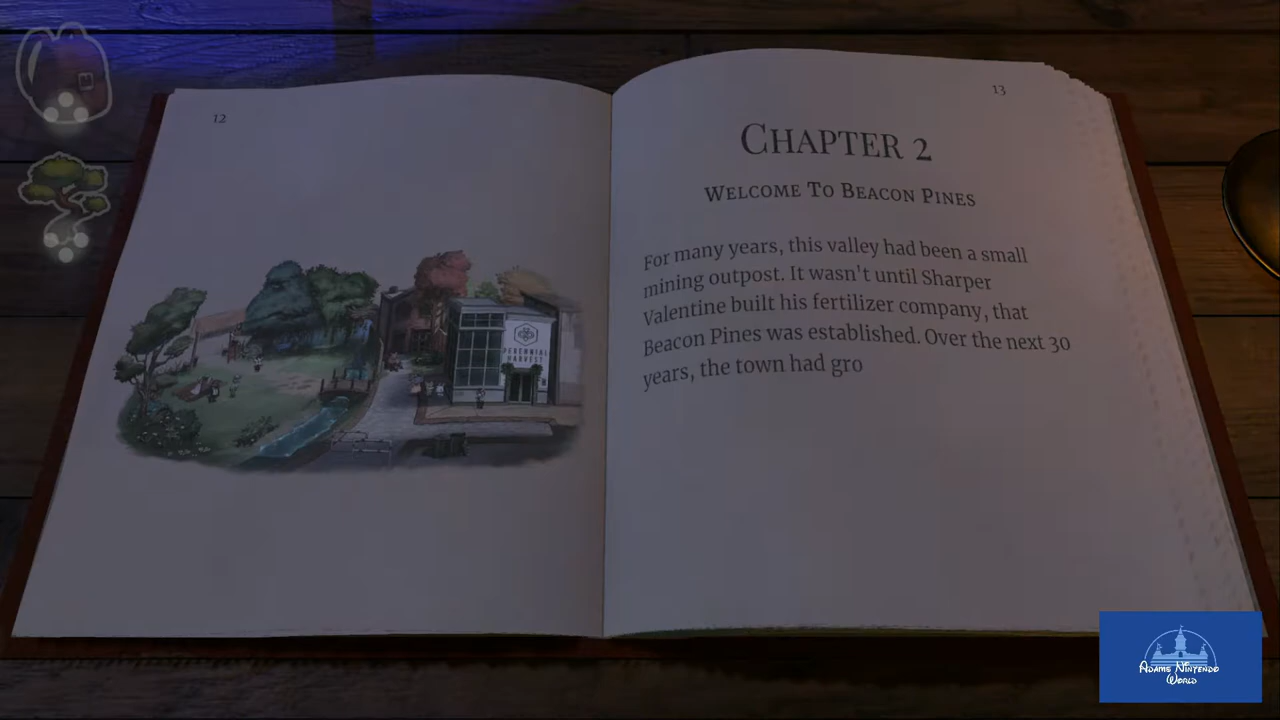 12
PERENNIAL
HARVEST
13
CHAPTER 2
WELCOME TO BEACON PINES
For many years, this valley had been a small
mining outpost. It wasn't until Sharper
Valentine built his fertilizer company, that
Beacon Pines was established. Over the next 30
years, the town had gro
ADAMS NINTENDO
WORLD